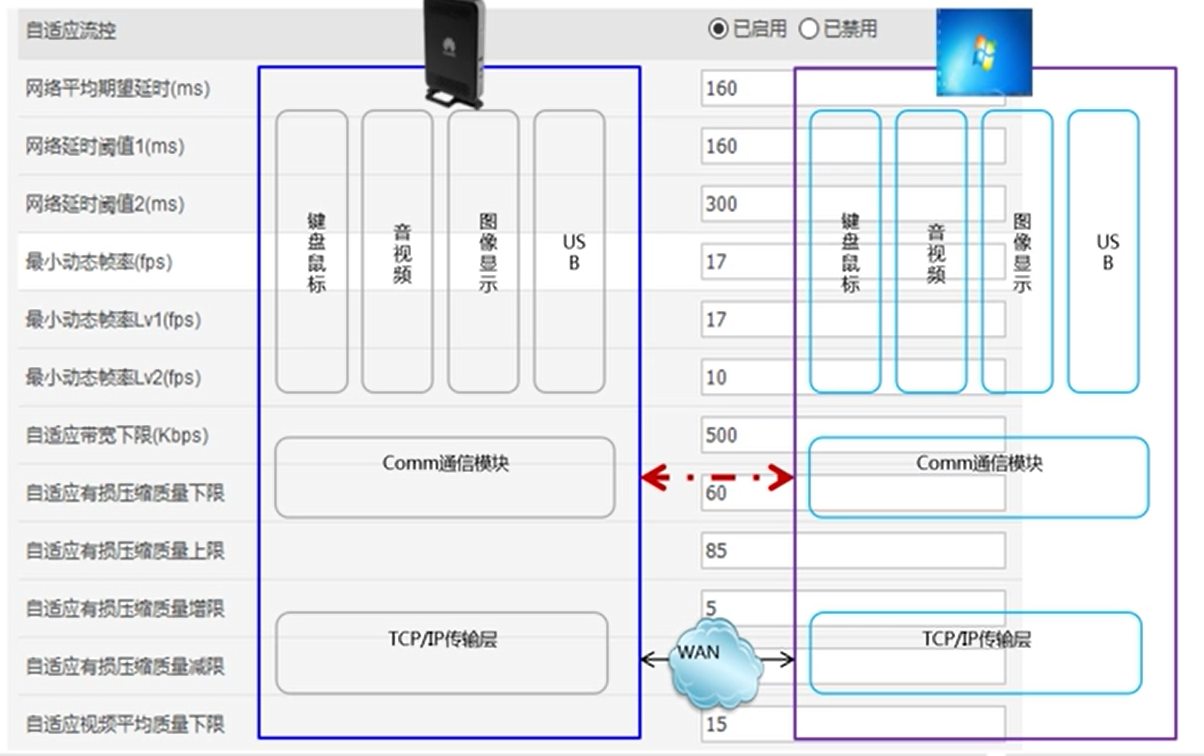 自适应流控
已启用
已禁用
网络平均期望延时(ms)
160
网络延时阈值1(ms)
160
网络延时阈值2(ms)
300
最小动态帧率(fps)
17
最小动态帧率Lv1(fps)
17
最小动态帧率Lv2(fps)
10
自适应带宽下限(Kbps)
500
自适应有损压缩质量下限
60
自适应有损压缩质量上限
85
自适应有损压缩质量增限
5
自适应有损压缩质量减限
自适应视频平均质量下限
15
键盘鼠标
音视频
图像显示
US
B
Comm通信模块
TCP/IP传输层
WAN
键盘鼠标
音视频
图像显示
US
B
Comm通信模块
TCP/IP传输层